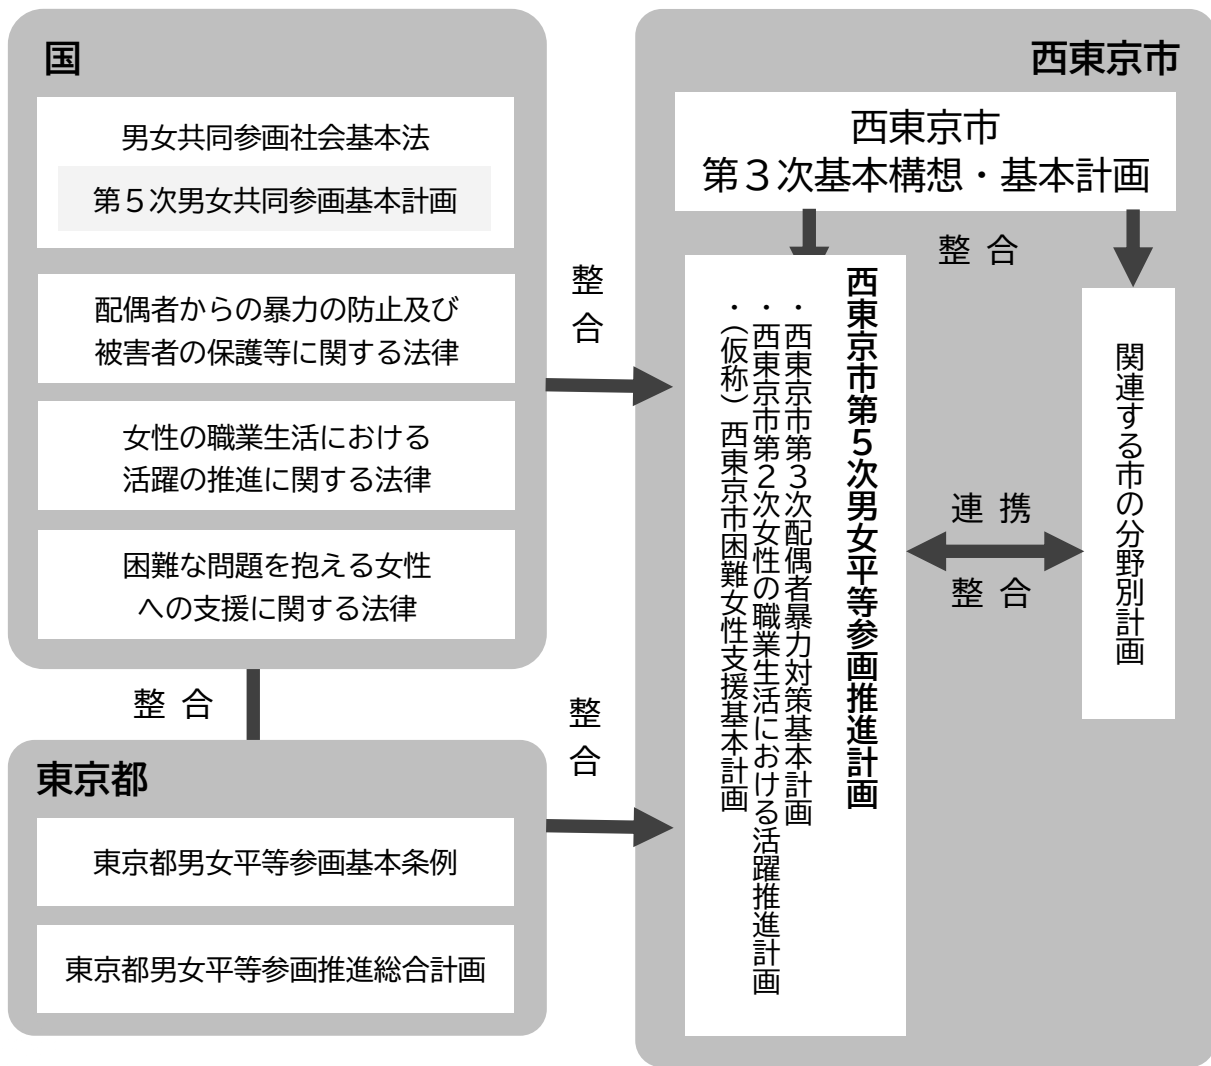 国
男女共同参画社会基本法
第５次男女共同参画基本計画
配偶者からの暴力の防止及び
被害者の保護等に関する法律
女性の職業生活における
活躍の推進に関する法律
困難な問題を抱える女性
への支援に関する法律
整合
東京都
東京都男女平等参画基本条例
東京都男女平等参画推進総合計画
整
合
整
合
西東京市
西東京市
第３次基本構想・基本計画
整合
西東京市第５次男女平等参画推進計画
・西東京市第３次配偶者暴力対策基本計画
・西東京市第２次女性の職業生活における活躍推進計画
・（仮称）西東京市困難女性支援基本計画
連携
整合
関連する市の分野別計画